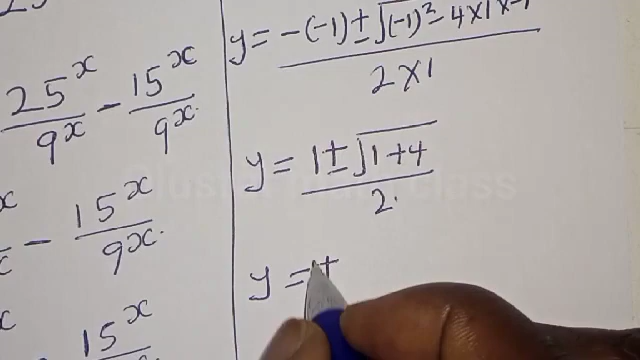 25^x/9^x - 15^x/9^x
- 15^x/9^x
15^x
y = -(-1) ± √(-1)² - 4×1×-1 / 2×1
y = 1 ± √1+4 / 2.
y = 1±